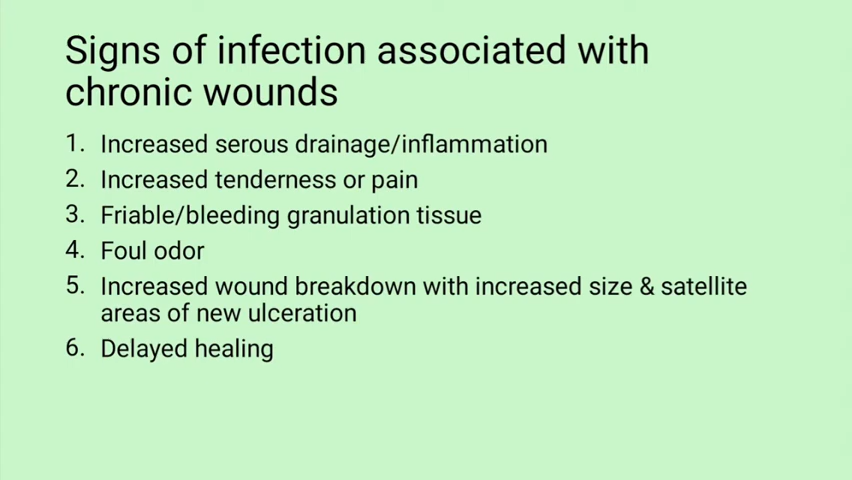 Signs of infection associated with
chronic wounds
1. Increased serous drainage/inflammation
2. Increased tenderness or pain
3. Friable/bleeding granulation tissue
4. Foul odor
5. Increased wound breakdown with increased size & satellite
areas of new ulceration
6. Delayed healing